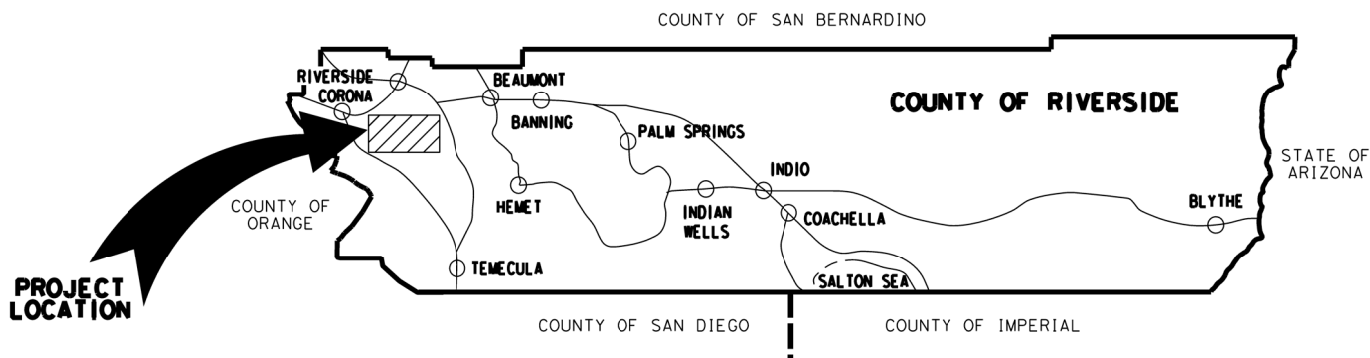 COUNTY OF SAN BERNARDINO
RIVERSIDE
CORONA
BEAUMONT
BANNING
COUNTY OF RIVERSIDE
PALM SPRINGS
STATE OF
ARIZONA
INDIO
COUNTY OF
ORANGE
HEMET
INDIAN
WELLS
COACHELLA
BLYTHE
TEMECULA
SALTON SEA
PROJECT
LOCATION
COUNTY OF SAN DIEGO
COUNTY OF IMPERIAL